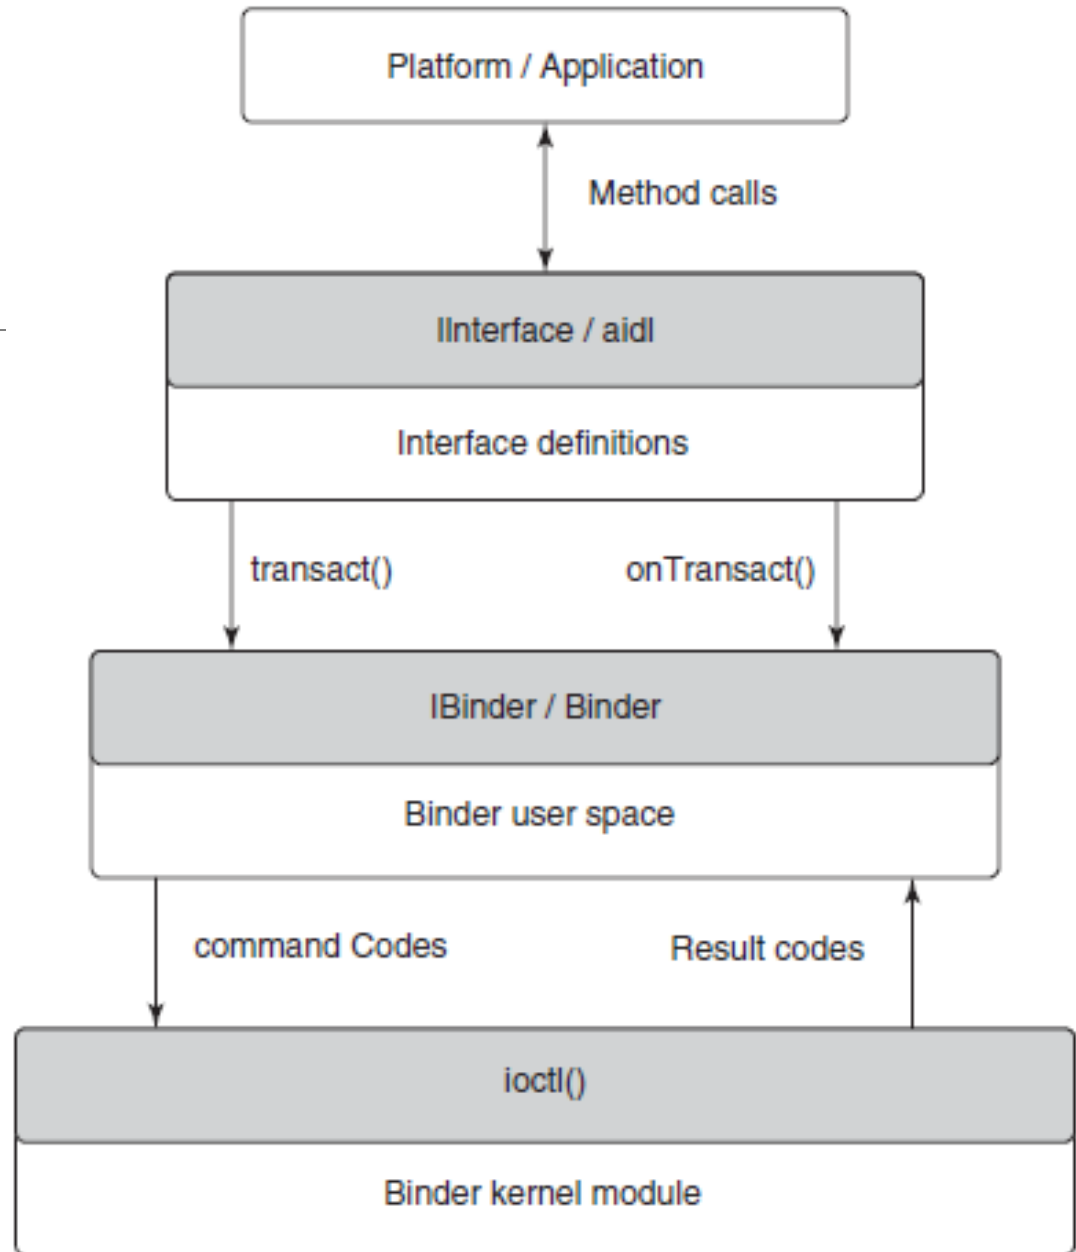 Platform / Application
Method calls
IInterface / aidl
Interface definitions
transact()
onTransact()
IBinder / Binder
Binder user space
command Codes
Result codes
ioctl()
Binder kernel module